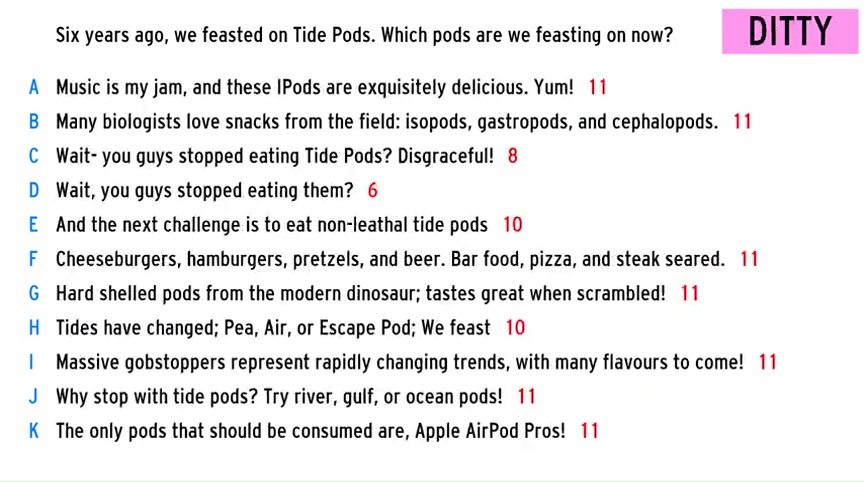 Six years ago, we feasted on Tide Pods. Which pods are we feasting on now?
DITTY
A Music is my jam, and these IPods are exquisitely delicious. Yum! 11
B Many biologists love snacks from the field: isopods, gastropods, and cephalopods. 11
C Wait- you guys stopped eating Tide Pods? Disgraceful! 8
D Wait, you guys stopped eating them? 6
E And the next challenge is to eat non-leathal tide pods 10
F Cheeseburgers, hamburgers, pretzels, and beer. Bar food, pizza, and steak seared. 11
G Hard shelled pods from the modern dinosaur; tastes great when scrambled! 11
H Tides have changed; Pea, Air, or Escape Pod; We feast 10
I Massive gobstoppers represent rapidly changing trends, with many flavours to come! 11
J Why stop with tide pods? Try river, gulf, or ocean pods! 11
K The only pods that should be consumed are, Apple AirPod Pros! 11